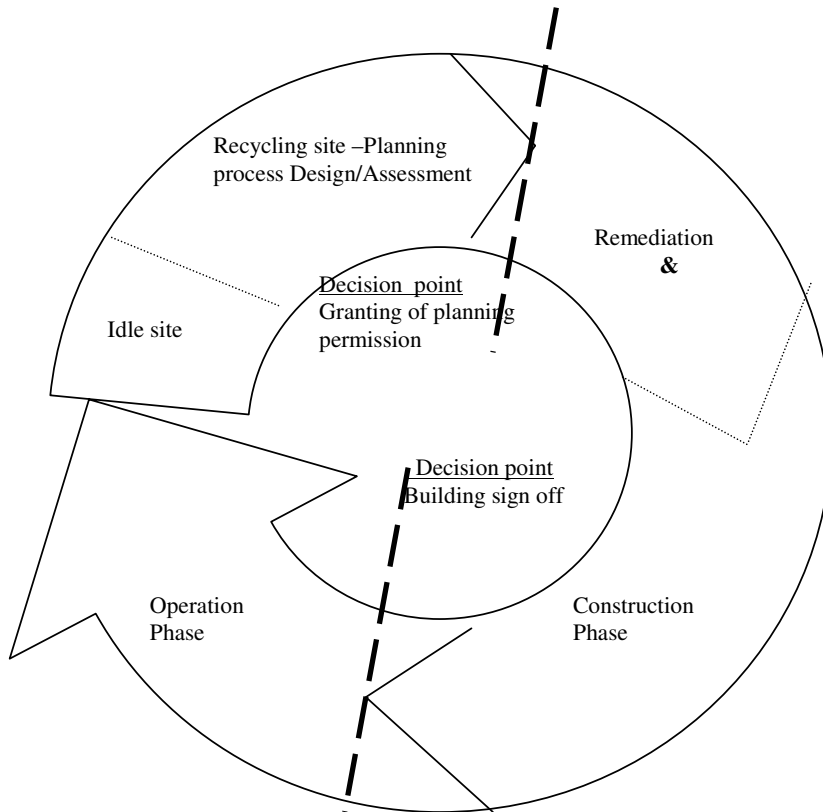 Recycling site –Planning
process Design/Assessment
Remediation
&
Decision point
Granting of planning
permission
Idle site
Decision point
Building sign off
Operation
Phase
Construction
Phase